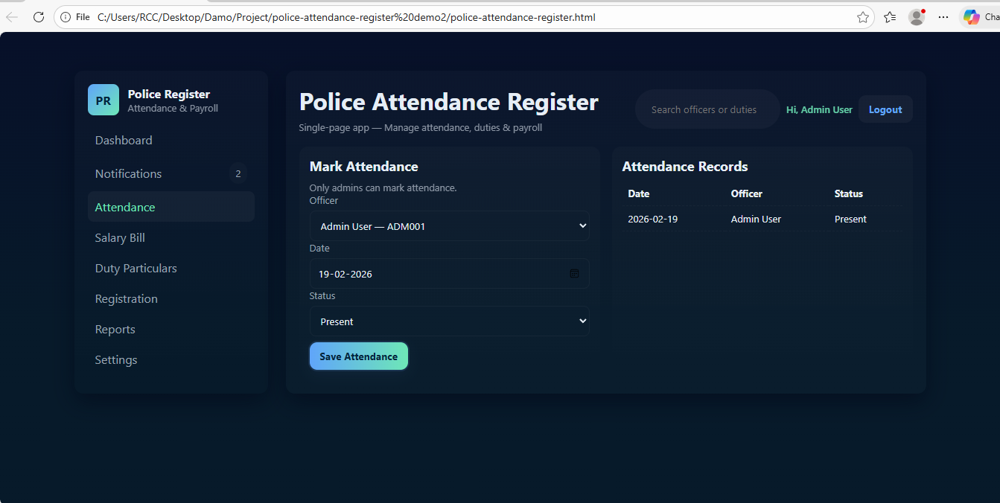 File C:/Users/RCC/Desktop/Damo/Project/police-attendance-register%20demo2/police-attendance-register.html
PR
Police Register
Attendance & Payroll
Dashboard
Notifications 2
Attendance
Salary Bill
Duty Particulars
Registration
Reports
Settings
Police Attendance Register
Single-page app — Manage attendance, duties & payroll
Search officers or duties
Hi, Admin User
Logout
Mark Attendance
Only admins can mark attendance.
Officer
Admin User — ADM001
Date
19-02-2026
Status
Present
Save Attendance
Attendance Records
Date Officer Status
2026-02-19 Admin User Present